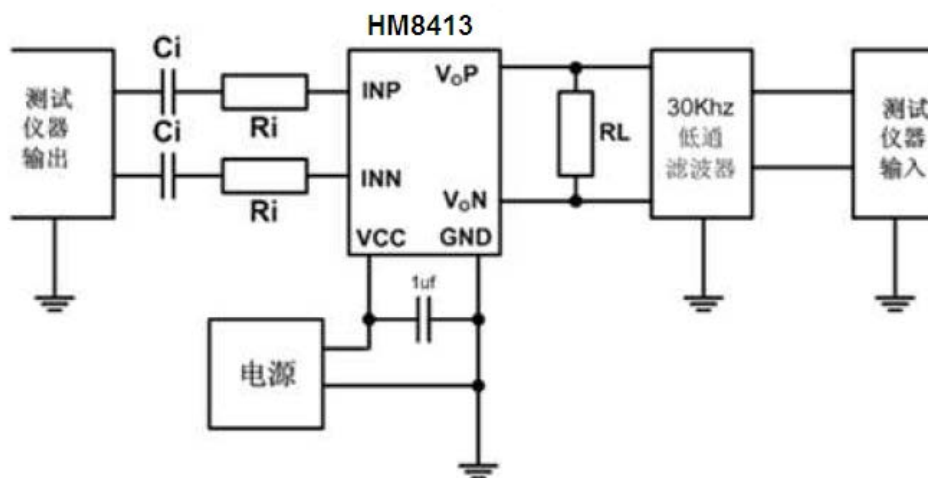 HM8413
Ci
Ci
测试
仪器
输出
Ri
Ri
INP
INN
VCC
VOP
VON
GND
RL
30Khz
低通
滤波器
测试
仪器
输入
1uf
电源